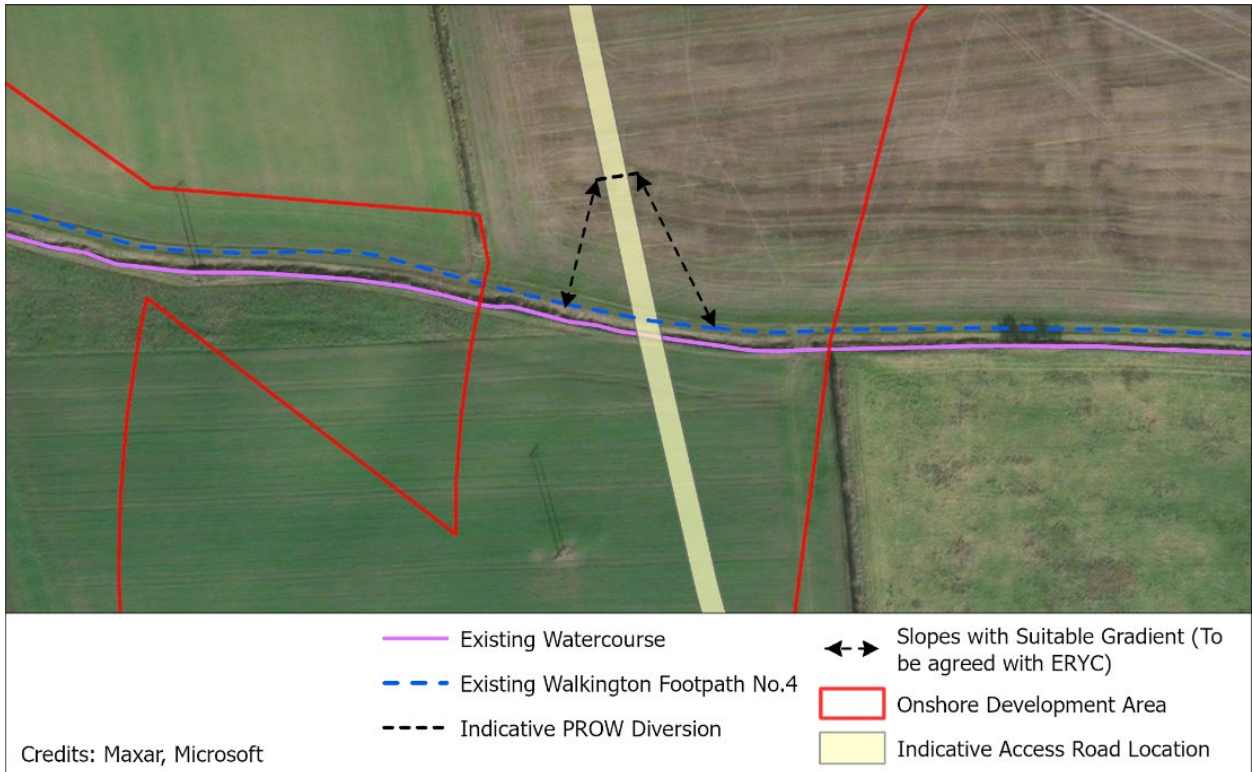 Existing Watercourse
Existing Walkington Footpath No.4
Indicative PROW Diversion
Slopes with Suitable Gradient (To
be agreed with ERYC)
Onshore Development Area
Indicative Access Road Location
Credits: Maxar, Microsoft